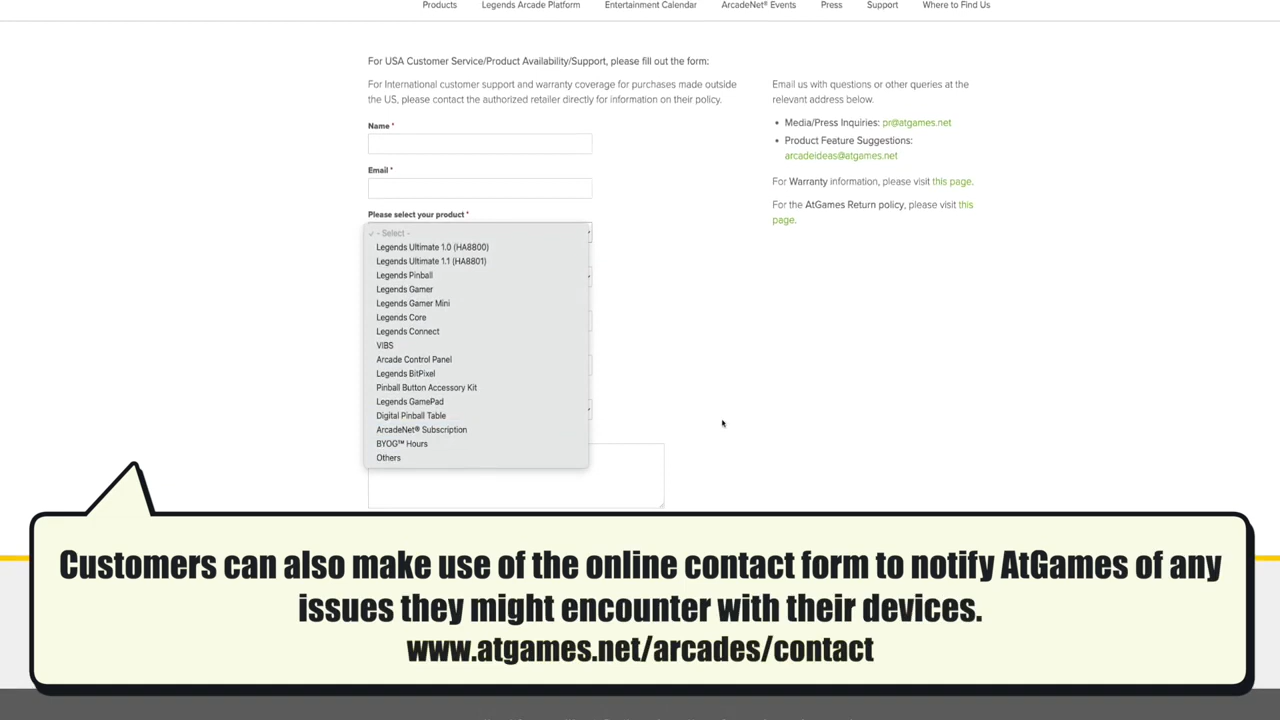 Products
Legends Arcade Platform
Entertainment Calendar
ArcadeNet® Events
Press
Support
Where to Find Us
For USA Customer Service/Product Availability/Support, please fill out the form:
For International customer support and warranty coverage for purchases made outside
the US, please contact the authorized retailer directly for information on their policy.
Name *
Email *
Please select your product *
✓ - Select -
Legends Ultimate 1.0 (HA8800)
Legends Ultimate 1.1 (HA8801)
Legends Pinball
Legends Gamer
Legends Gamer Mini
Legends Core
Legends Connect
VIBS
Arcade Control Panel
Legends BitPixel
Pinball Button Accessory Kit
Legends GamePad
Digital Pinball Table
ArcadeNet® Subscription
BYOG™ Hours
Others
Email us with questions or other queries at the
relevant address below.
• Media/Press Inquiries: pr@atgames.net
• Product Feature Suggestions:
arcadeideas@atgames.net
For Warranty information, please visit this page.
For the AtGames Return policy, please visit this
page.
Customers can also make use of the online contact form to notify AtGames of any
issues they might encounter with their devices.
www.atgames.net/arcades/contact